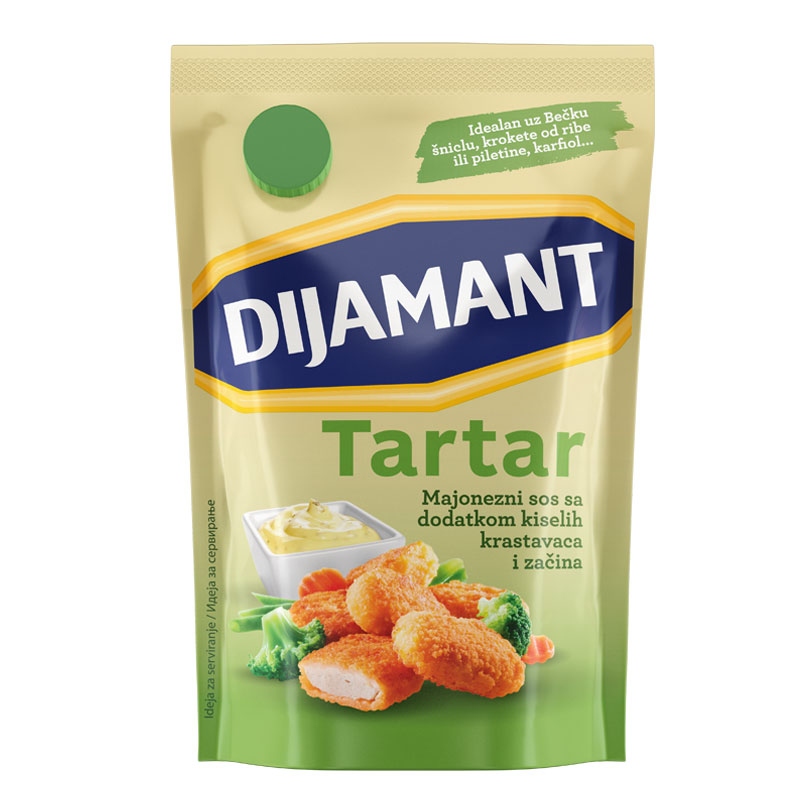 Idealan uz Bečku
šniclu, krokete od ribe
ili piletine, karfiol...
DIJAMANT
Tartar
Majonezni sos sa
dodatkom kiselih
krastavaca
i začina
Ideja za serviranje / Идеја за сервирање